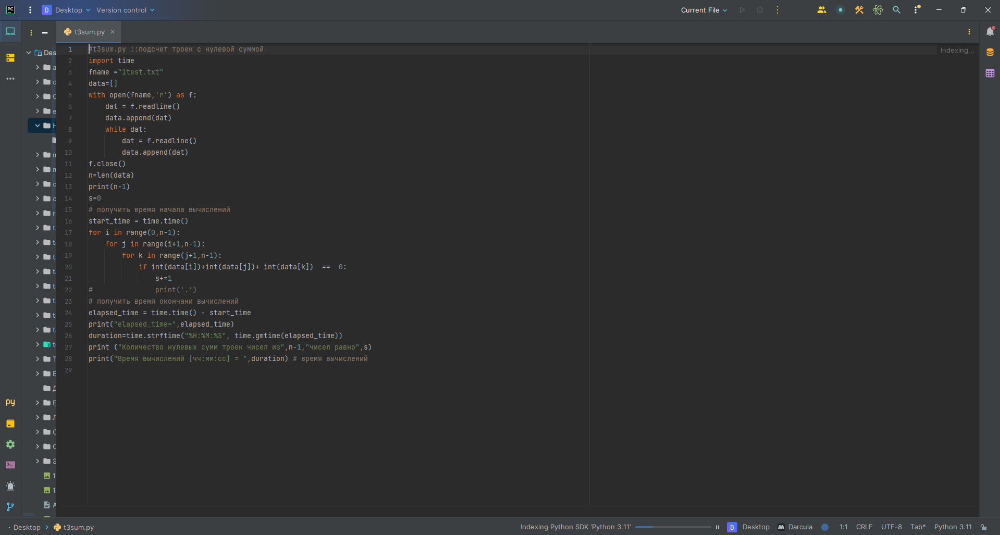 PC D Desktop Version control Current File
t3sum.py
Des
Indexing...
1 #t3sum.py ::подсчет троек с нулевой суммой
2 import time
3 fname ="1test.txt"
4 data=[]
5 with open(fname,'r') as f:
6     dat = f.readline()
7     data.append(dat)
8     while dat:
9         dat = f.readline()
10         data.append(dat)
11 f.close()
12 n=len(data)
13 print(n-1)
14 s=0
15 # получить время начала вычислений
16 start_time = time.time()
17 for i in range(0,n-1):
18     for j in range(i+1,n-1):
19         for k in range(j+1,n-1):
20             if int(data[i])+int(data[j])+ int(data[k])  ==  0:
21                 s+=1
22 #               print('.')
23 # получить время окончани вычислений
24 elapsed_time = time.time() - start_time
25 print("elapsed_time=",elapsed_time)
26 duration=time.strftime("%H:%M:%S", time.gmtime(elapsed_time))
27 print ("Количество нулевых сумм троек чисел из",n-1,"чисел равно",s)
28 print("Время вычислений [чч:мм:сс] = ",duration) # время вычислений
29
py
Desktop t3sum.py Indexing Python SDK 'Python 3.11' D Desktop Darcula 1:1 CRLF UTF-8 Tab* Python 3.11